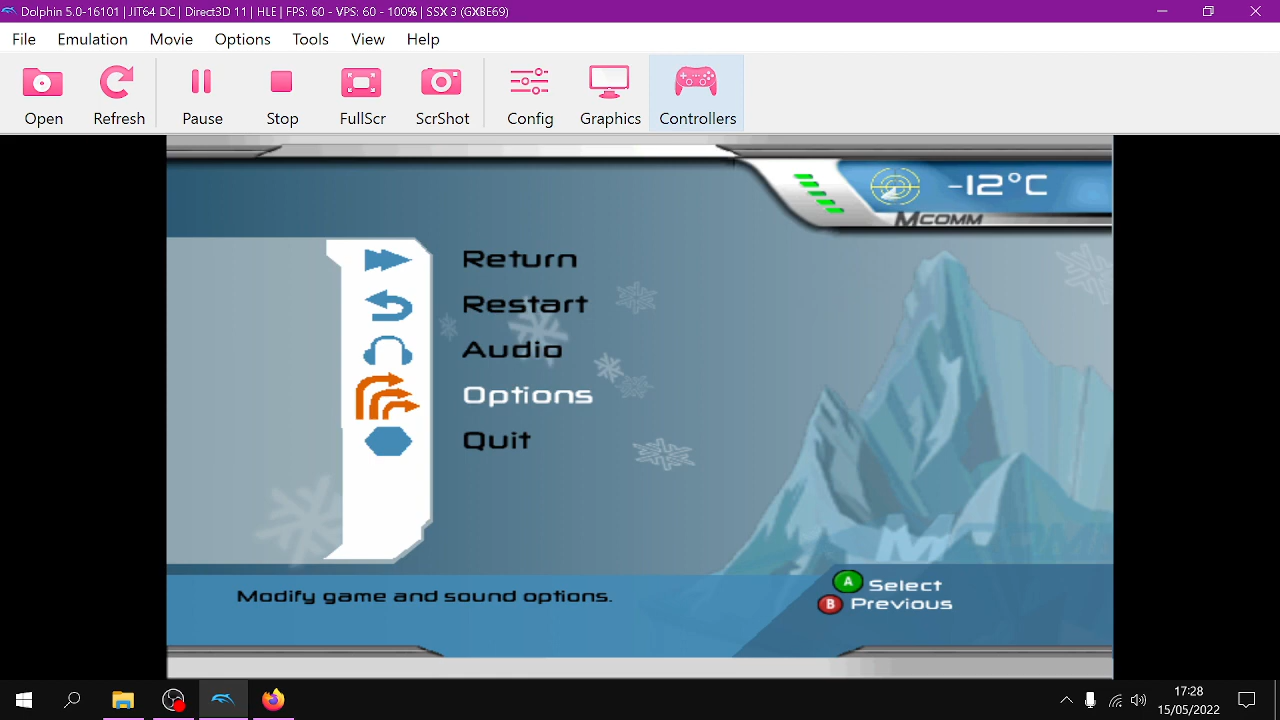 Dolphin 5.0-16101 | JIT64 DC | Direct3D 11 | HLE | FPS: 60 - VPS: 60 - 100% | SSX 3 (GXBE69)
File Emulation Movie Options Tools View Help
Open Refresh Pause Stop FullScr ScrShot Config Graphics Controllers
-12°C
MCOMM
Return
Restart
Audio
Options
Quit
Modify game and sound options.
A Select
B Previous
17:28
15/05/2022